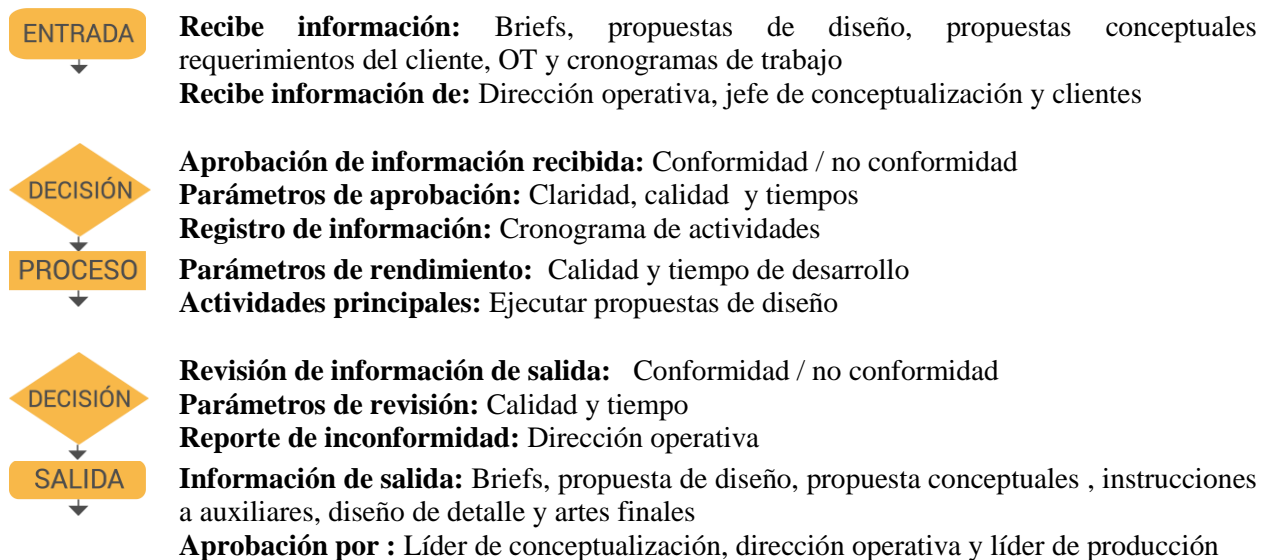 ENTRADA
Recibe información: Briefs, propuestas de diseño, propuestas conceptuales
requerimientos del cliente, OT y cronogramas de trabajo
Recibe información de: Dirección operativa, jefe de conceptualización y clientes
DECISIÓN
Aprobación de información recibida: Conformidad / no conformidad
Parámetros de aprobación: Claridad, calidad y tiempos
Registro de información: Cronograma de actividades
PROCESO
Parámetros de rendimiento: Calidad y tiempo de desarrollo
Actividades principales: Ejecutar propuestas de diseño
DECISIÓN
Revisión de información de salida: Conformidad / no conformidad
Parámetros de revisión: Calidad y tiempo
Reporte de inconformidad: Dirección operativa
SALIDA
Información de salida: Briefs, propuesta de diseño, propuesta conceptuales , instrucciones
a auxiliares, diseño de detalle y artes finales
Aprobación por : Líder de conceptualización, dirección operativa y líder de producción